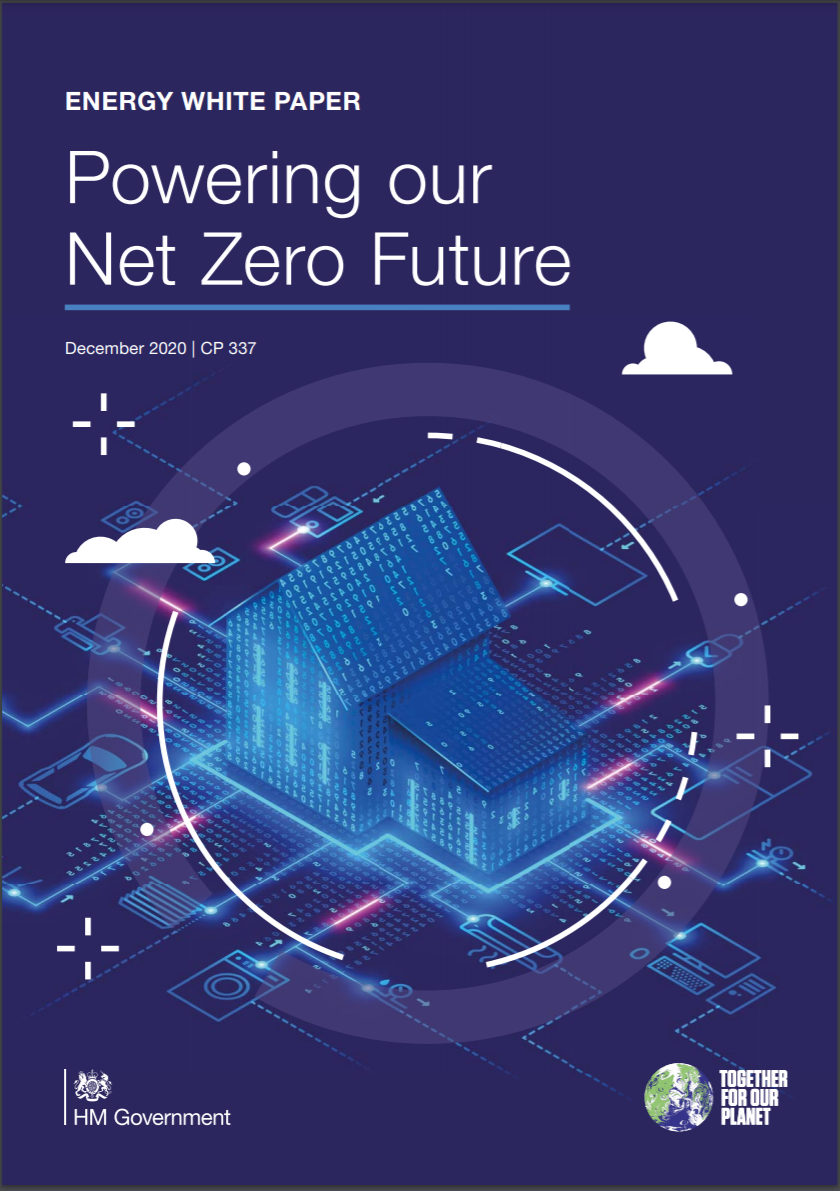 ENERGY WHITE PAPER
Powering our
Net Zero Future
December 2020 | CP 337
HM Government
TOGETHER
FOR OUR
PLANET